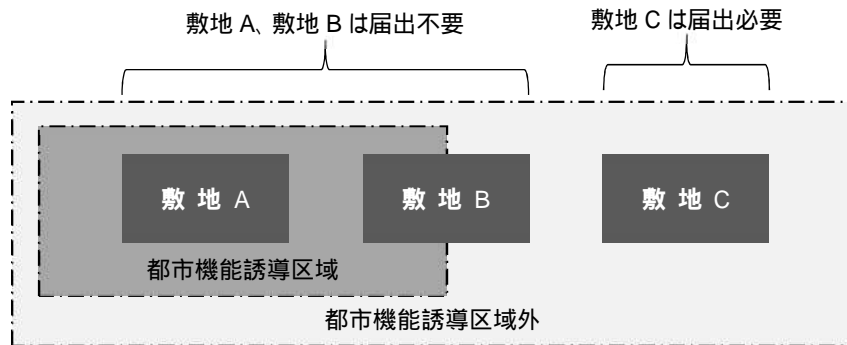 敷地 A、敷地 B は届出不要
敷地 C は届出必要
敷 地 A
敷 地 B
敷 地 C
都市機能誘導区域
都市機能誘導区域外